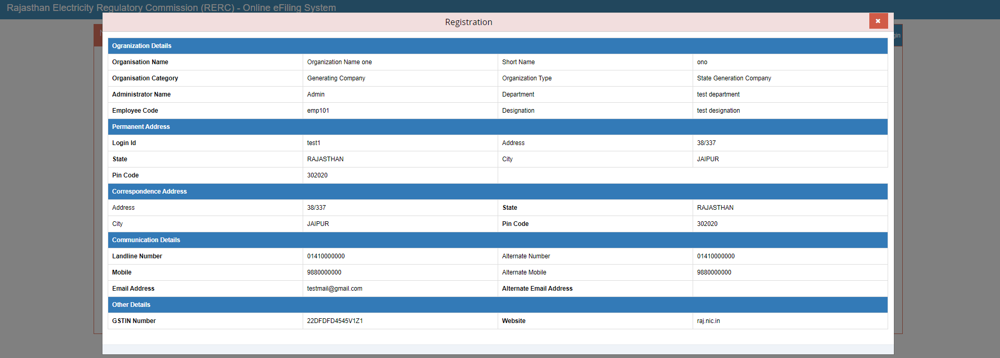 Rajasthan Electricity Regulatory Commission (RERC) - Online eFiling System
Registration
Ogranization Details
Organisation Name Organization Name one Short Name ono
Organisation Category Generating Company Organization Type State Generation Company
Administrator Name Admin Department test department
Employee Code emp101 Designation test designation
Permanent Address
Login Id test1 Address 38/337
State RAJASTHAN City JAIPUR
Pin Code 302020
Correspondence Address
Address 38/337 State RAJASTHAN
City JAIPUR Pin Code 302020
Communication Details
Landline Number 01410000000 Alternate Number 01410000000
Mobile 9880000000 Alternate Mobile 9880000000
Email Address testmail@gmail.com Alternate Email Address
Other Details
GSTIN Number 22DFDFD4545V1Z1 Website raj.nic.in